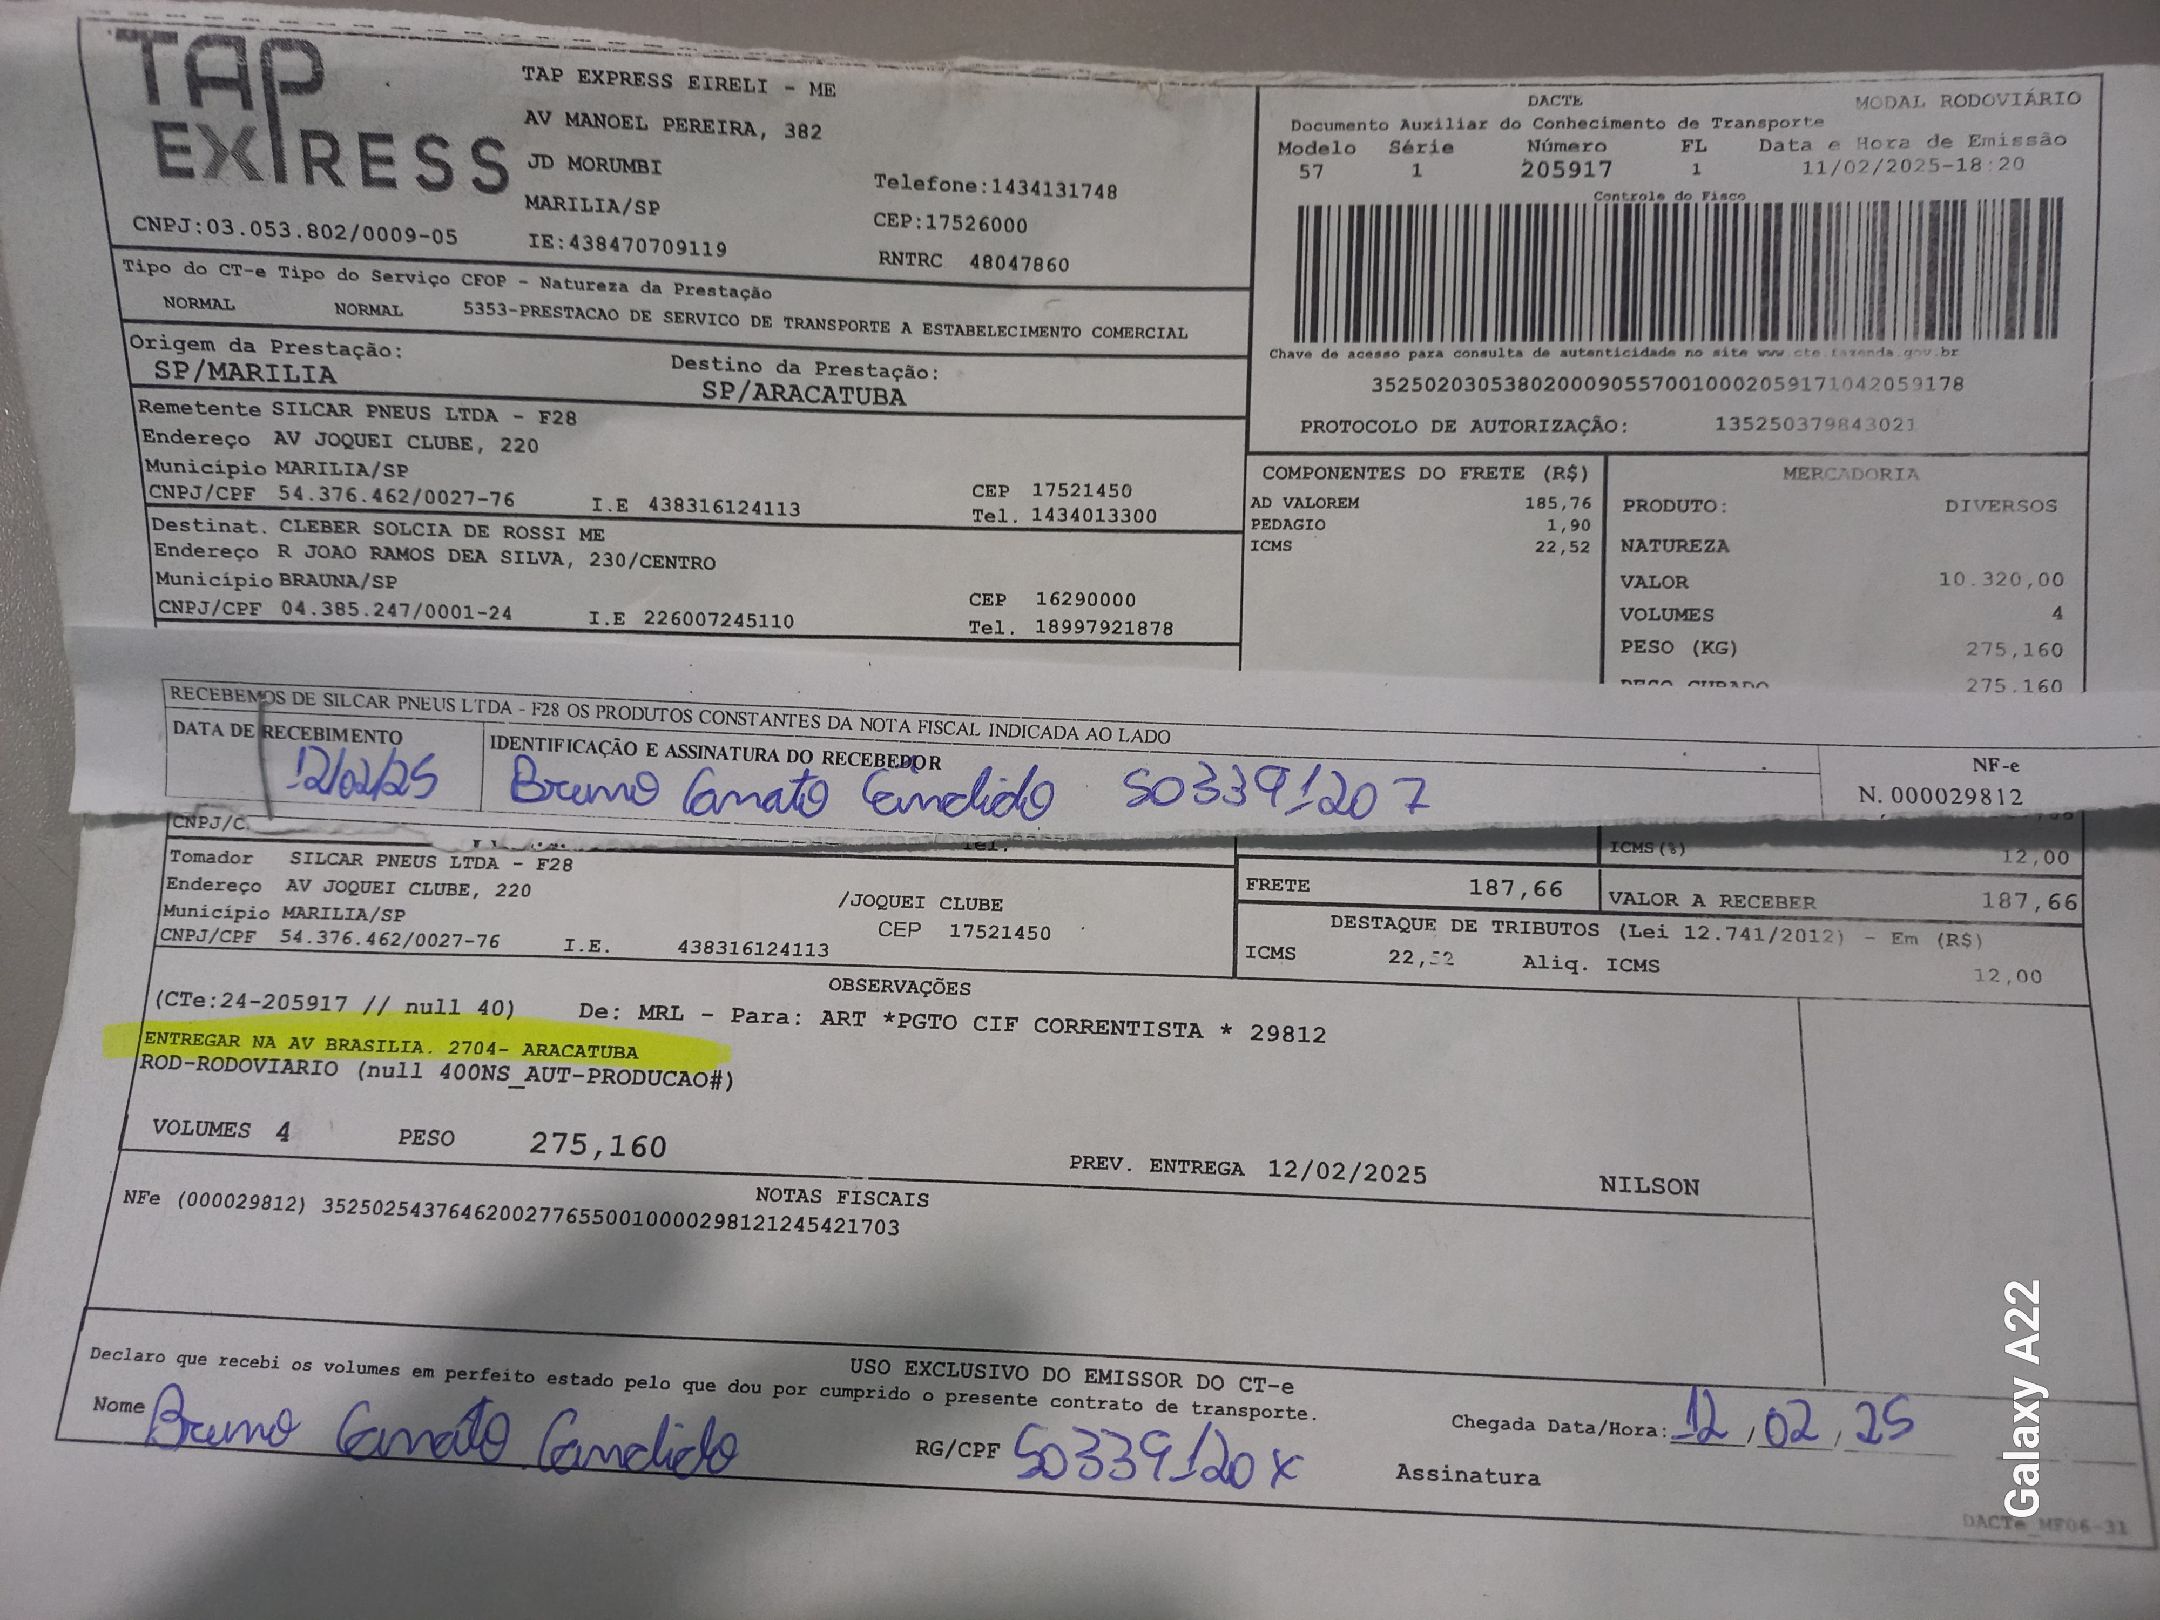 TAP EXPRESS
TAP EXPRESS EIRELI - ME
AV MANOEL PEREIRA, 382
JD MORUMBI
MARILIA/SP
Telefone:1434131748
CEP:17526000
CNPJ:03.053.802/0009-05
IE:438470709119
RNTRC 48047860
DACTE
MODAL RODOVIÁRIO
Documento Auxiliar do Conhecimento de Transporte
Modelo Série Número FL Data e Hora de Emissão
57 1 205917 1 11/02/2025-18:20
Controle do Fisco
Chave de acesso para consulta de autenticidade no site www.cte.fazenda.gov.br
35250203053802000905570010002059171042059178
PROTOCOLO DE AUTORIZAÇÃO: 135250379843021
Tipo do CT-e Tipo do Serviço CFOP - Natureza da Prestação
NORMAL NORMAL 5353-PRESTACAO DE SERVICO DE TRANSPORTE A ESTABELECIMENTO COMERCIAL
Origem da Prestação:
SP/MARILIA
Destino da Prestação:
SP/ARACATUBA
Remetente SILCAR PNEUS LTDA - F28
Endereço AV JOQUEI CLUBE, 220
Município MARILIA/SP
CEP 17521450
CNPJ/CPF 54.376.462/0027-76 I.E 438316124113 Tel. 1434013300
Destinat. CLEBER SOLCIA DE ROSSI ME
Endereço R JOAO RAMOS DEA SILVA, 230/CENTRO
Município BRAUNA/SP
CEP 16290000
CNPJ/CPF 04.385.247/0001-24 I.E 226007245110 Tel. 18997921878
COMPONENTES DO FRETE (R$)
AD VALOREM 185,76
PEDAGIO 1,90
ICMS 22,52
MERCADORIA
PRODUTO: DIVERSOS
NATUREZA
VALOR 10.320,00
VOLUMES 4
PESO (KG) 275,160
PESO CUBADO 275.160
RECEBEMOS DE SILCAR PNEUS LTDA - F28 OS PRODUTOS CONSTANTES DA NOTA FISCAL INDICADA AO LADO
DATA DE RECEBIMENTO
12/02/25
IDENTIFICAÇÃO E ASSINATURA DO RECEBEDOR
Bruno Canato Candido 503391207
NF-e
N. 000029812
CNPJ/C
Tel.
Tomador SILCAR PNEUS LTDA - F28
Endereço AV JOQUEI CLUBE, 220 /JOQUEI CLUBE
Município MARILIA/SP CEP 17521450
CNPJ/CPF 54.376.462/0027-76 I.E. 438316124113
ICMS(%) 12,00
FRETE 187,66
VALOR A RECEBER 187,66
DESTAQUE DE TRIBUTOS (Lei 12.741/2012) - Em (R$)
ICMS 22,52 Aliq. ICMS 12,00
OBSERVAÇÕES
(CTe:24-205917 // null 40) De: MRL - Para: ART *PGTO CIF CORRENTISTA * 29812
ENTREGAR NA AV BRASILIA. 2704- ARACATUBA
ROD-RODOVIARIO (null 400NS_AUT-PRODUCAO#)
VOLUMES 4 PESO 275,160
PREV. ENTREGA 12/02/2025
NILSON
NOTAS FISCAIS
NFe (000029812) 35250254376462002776550010000298121245421703
USO EXCLUSIVO DO EMISSOR DO CT-e
Declaro que recebi os volumes em perfeito estado pelo que dou por cumprido o presente contrato de transporte.
Nome Bruno Canato Candido RG/CPF 50339120x
Chegada Data/Hora: 12/02/25
Assinatura
DACTe_MF06-31
Galaxy A22